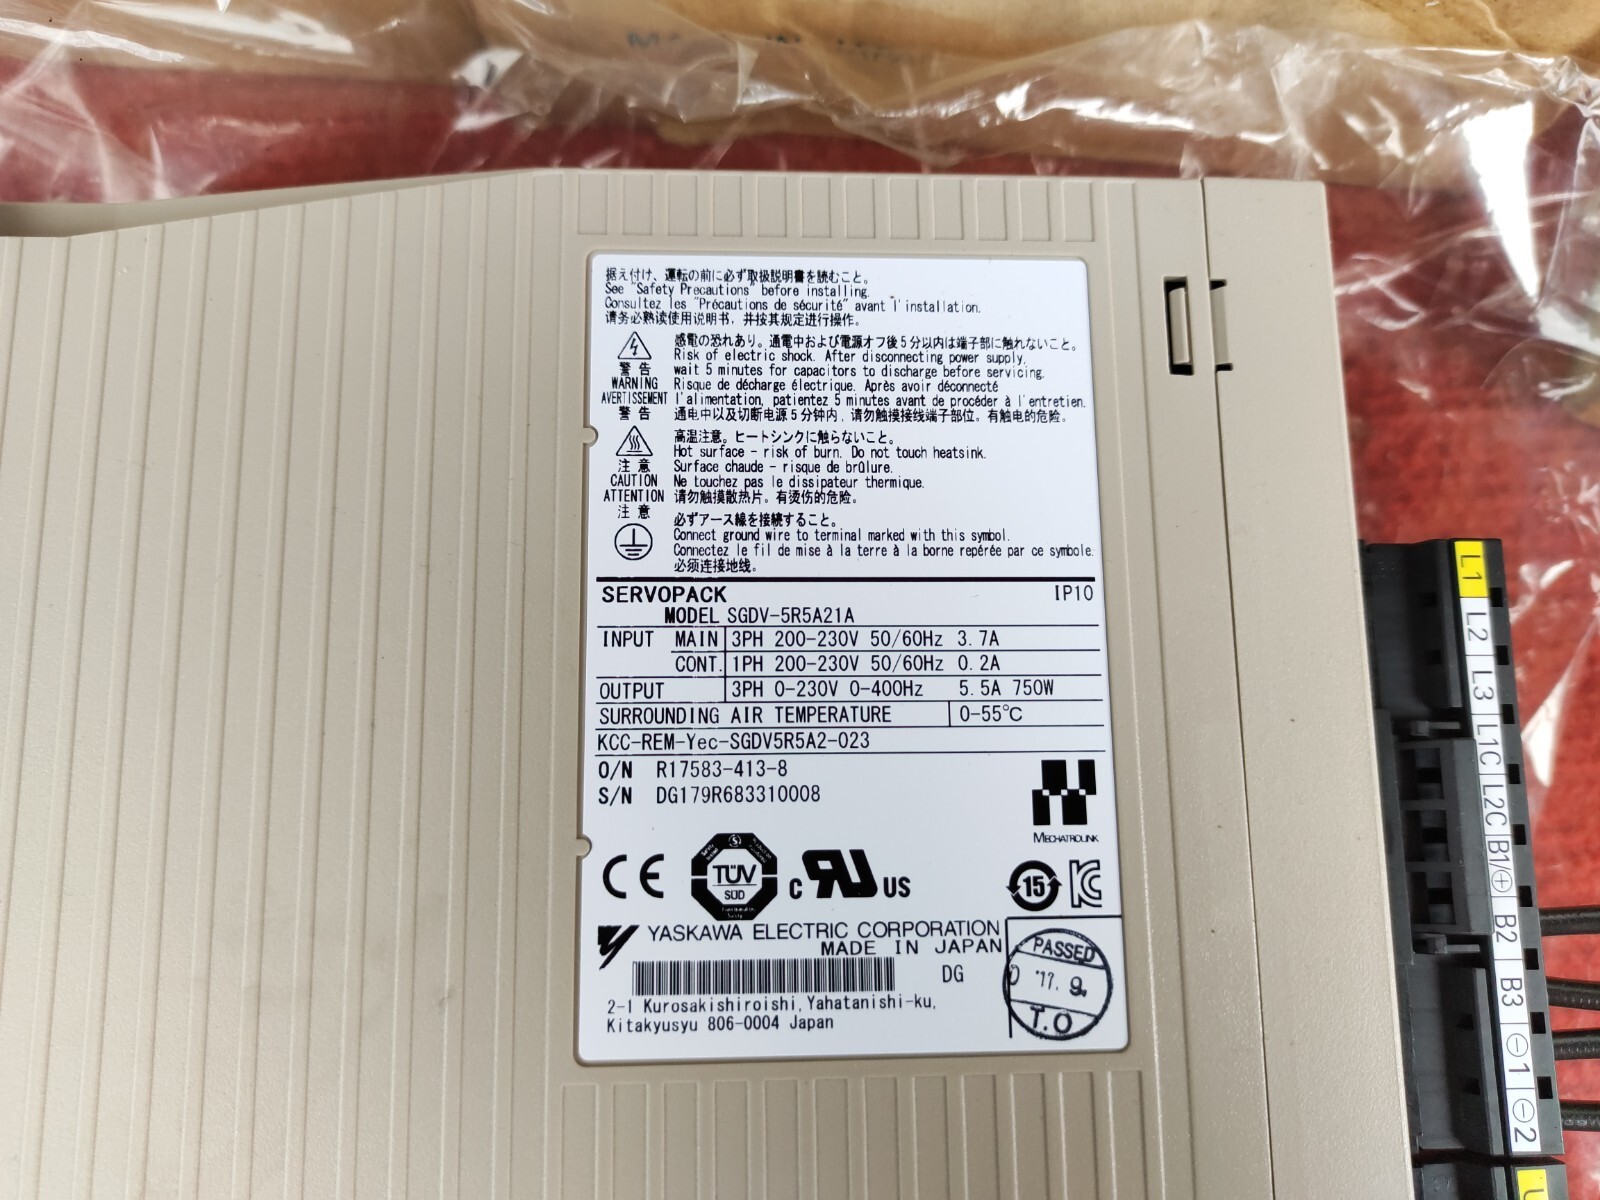 据え付け、運転の前に必ず取扱説明書を読むこと。
See "Safety Precautions" before installing.
Consultez les "Précautions de sécurité" avant l'installation.
请务必熟读使用说明书，并按其规定进行操作。
感電の恐れあり。通電中および電源オフ後5分以内は端子部に触れないこと。
Risk of electric shock. After disconnecting power supply,
警告 wait 5 minutes for capacitors to discharge before servicing.
WARNING Risque de décharge électrique. Après avoir déconnecté
AVERTISSEMENT l'alimentation, patientez 5 minutes avant de procéder à l'entretien.
警告 通电中以及切断电源5分钟内，请勿触摸接线端子部位。有触电的危险。
高温注意。ヒートシンクに触らないこと。
Hot surface - risk of burn. Do not touch heatsink.
注意 Surface chaude - risque de brûlure.
CAUTION Ne touchez pas le dissipateur thermique.
ATTENTION 请勿触摸散热片。有烫伤的危险。
注意
必ずアース線を接続すること。
Connect ground wire to terminal marked with this symbol.
Connectez le fil de mise à la terre à la borne repérée par ce symbole.
必须连接地线。
SERVOPACK IP10
MODEL SGDV-5R5A21A
INPUT MAIN 3PH 200-230V 50/60Hz 3.7A
CONT. 1PH 200-230V 50/60Hz 0.2A
OUTPUT 3PH 0-230V 0-400Hz 5.5A 750W
SURROUNDING AIR TEMPERATURE 0-55℃
KCC-REM-Yec-SGDV5R5A2-023
O/N R17583-413-8
S/N DG179R683310008
MECHATROLINK
CE TÜV SÜD c RU US 15
YASKAWA ELECTRIC CORPORATION
MADE IN JAPAN
DG
2-1 Kurosakishiroishi, Yahatanishi-ku,
Kitakyusyu 806-0004 Japan
PASSED
'17. 9.
T.O
L1
L2
L3
L1C
L2C
B1/⊕
B2
B3
⊖1
⊖2
U